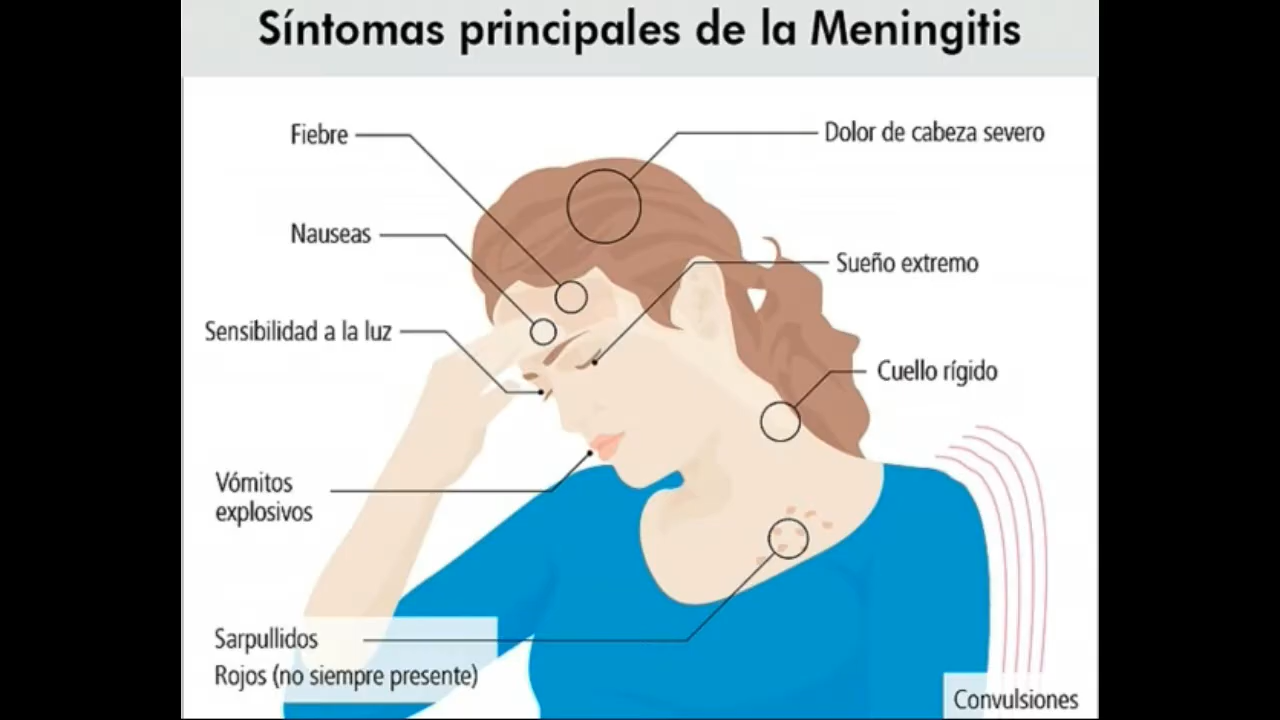 Síntomas principales de la Meningitis
Fiebre
Dolor de cabeza severo
Nauseas
Sueño extremo
Sensibilidad a la luz
Cuello rígido
Vómitos
explosivos
Sarpullidos
Rojos (no siempre presente)
Convulsiones